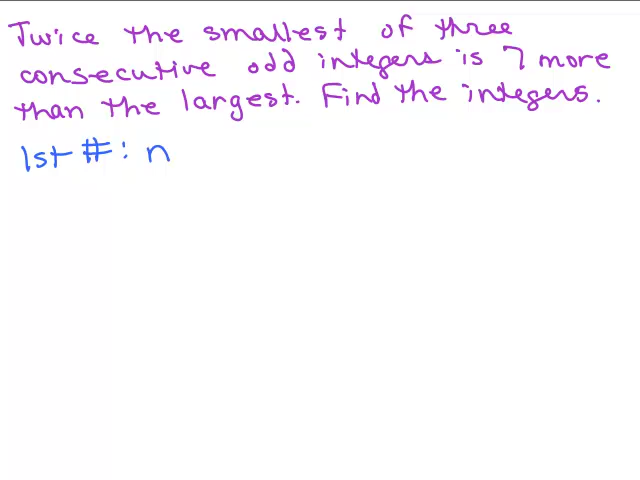 Twice the smallest of three
consecutive odd integers is 7 more
than the largest. Find the integers.
1st #: n